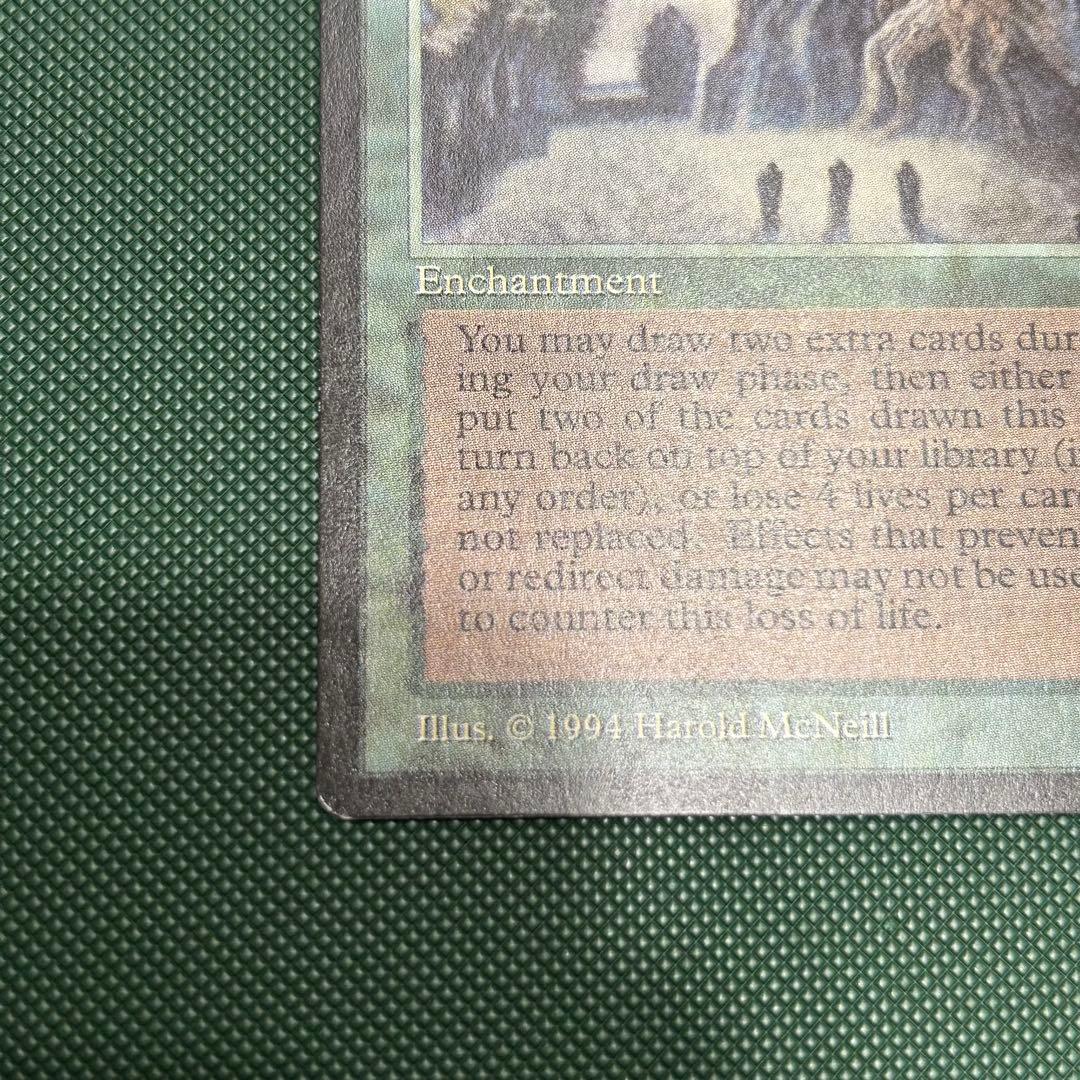 Enchantment
You may draw two extra cards dur
ing your draw phase, then either
put two of the cards drawn this
turn back on top of your library (i
any order), or lose 4 lives per car
not replaced. Effects that preven
or redirect damage may not be use
to counter this loss of life.
Illus. © 1994 Harold McNeill